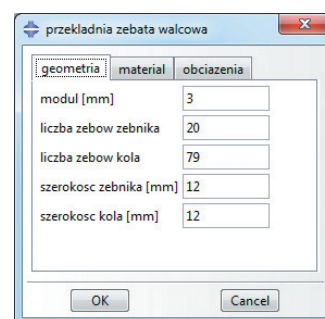 przekladnia zebata walcowa
geometria material obciazenia
modul [mm] 3
liczba zebow zebnika 20
liczba zebow kola 79
szerokosc zebnika [mm] 12
szerokosc kola [mm] 12
OK Cancel